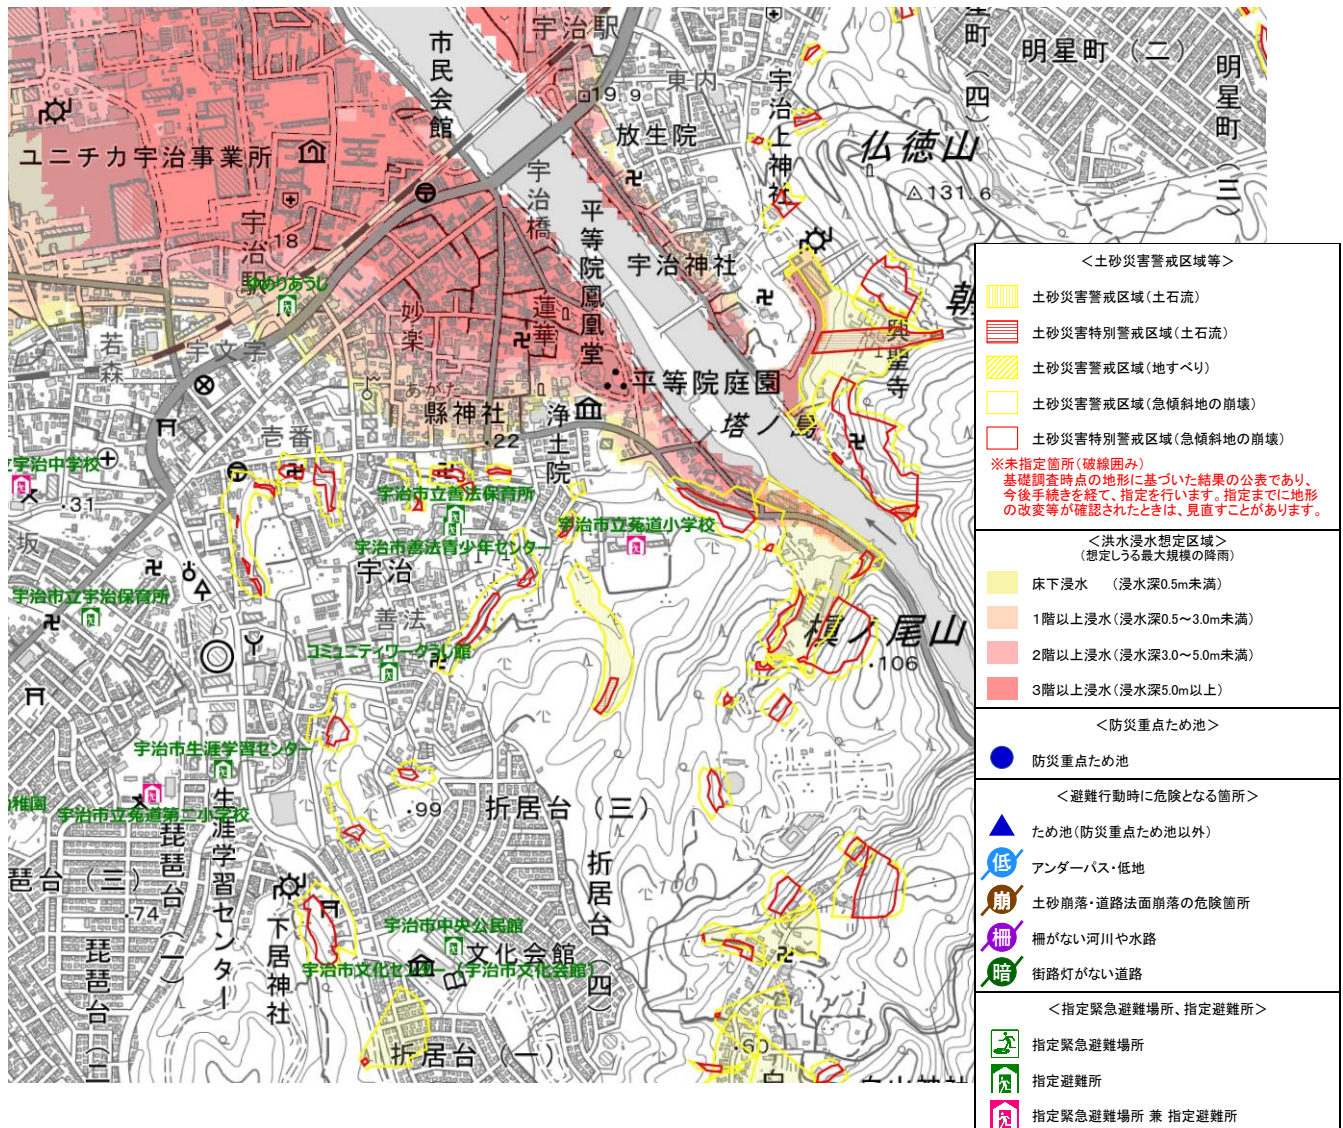 宇治駅
市民会館
明星町(二)
明星町(四)
明星町(三)
東内
19.9
宇治上神社
仏徳山
放生院
ユニチカ宇治事業所
宇治橋
131.6
平等院鳳凰堂
宇治駅
18
宇治神社
ゆめりあうじ
妙楽
蓮華
朝
興聖寺
若森
宇文字
平等院庭園
あがた
縣神社
浄土院
塔ノ島
22
壱番
宇治中学校
31
宇治市立善法保育所
宇治市立菟道小学校
宇治市善法青少年センター
宇治
坂
宇治市立宇治保育所
善法
槇ノ尾山
コミュニティワークうじ館
106
宇治市生涯学習センター
生涯学習センター
稚園
宇治市立菟道第二小学校
99
折居台(三)
琵琶台(三)
琵琶台(一)
琵琶台(二
74
100
折居台(四)
下居神社
宇治市中央公民館
文化会館
宇治市文化センター(宇治市文化会館)
折居台(一)
60
白
白山神社
<土砂災害警戒区域等>
土砂災害警戒区域(土石流)
土砂災害特別警戒区域(土石流)
土砂災害警戒区域(地すべり)
土砂災害警戒区域(急傾斜地の崩壊)
土砂災害特別警戒区域(急傾斜地の崩壊)
※未指定箇所(破線囲み)
基礎調査時点の地形に基づいた結果の公表であり、
今後手続きを経て、指定を行います。指定までに地形
の改変等が確認されたときは、見直すことがあります。
<洪水浸水想定区域>
(想定しうる最大規模の降雨)
床下浸水 (浸水深0.5m未満)
1階以上浸水(浸水深0.5~3.0m未満)
2階以上浸水(浸水深3.0~5.0m未満)
3階以上浸水(浸水深5.0m以上)
<防災重点ため池>
防災重点ため池
<避難行動時に危険となる箇所>
ため池(防災重点ため池以外)
低 アンダーパス・低地
崩 土砂崩落・道路法面崩落の危険箇所
柵 柵がない河川や水路
暗 街路灯がない道路
<指定緊急避難場所、指定避難所>
指定緊急避難場所
指定避難所
指定緊急避難場所 兼 指定避難所